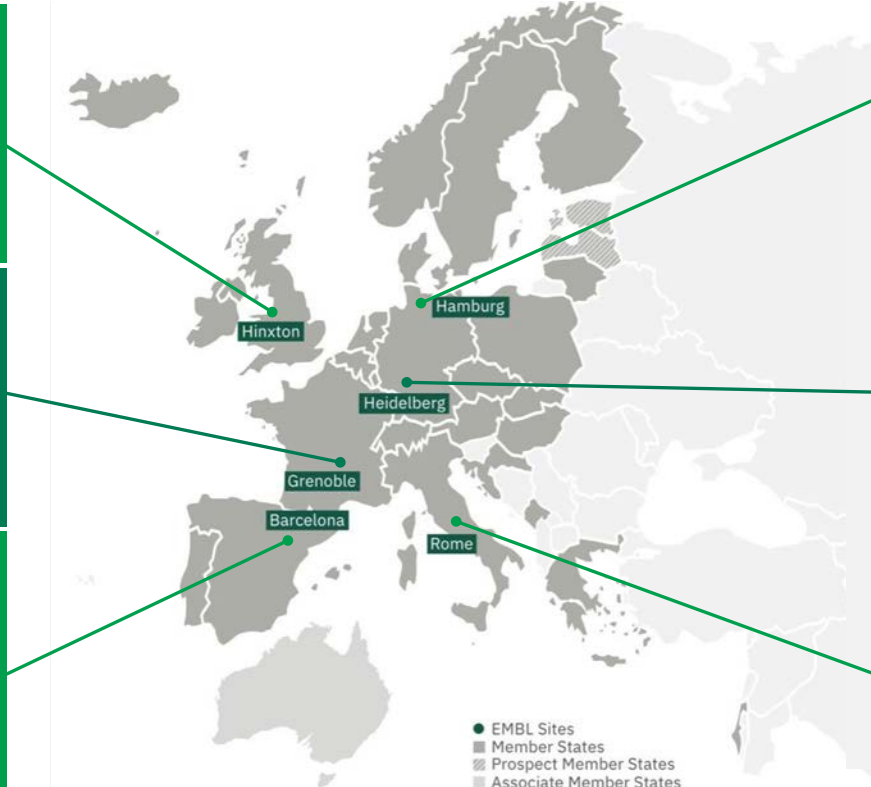 Hamburg
Hinxton
Heidelberg
Grenoble
Barcelona
Rome
EMBL Sites
Member States
Prospect Member States
Associate Member States